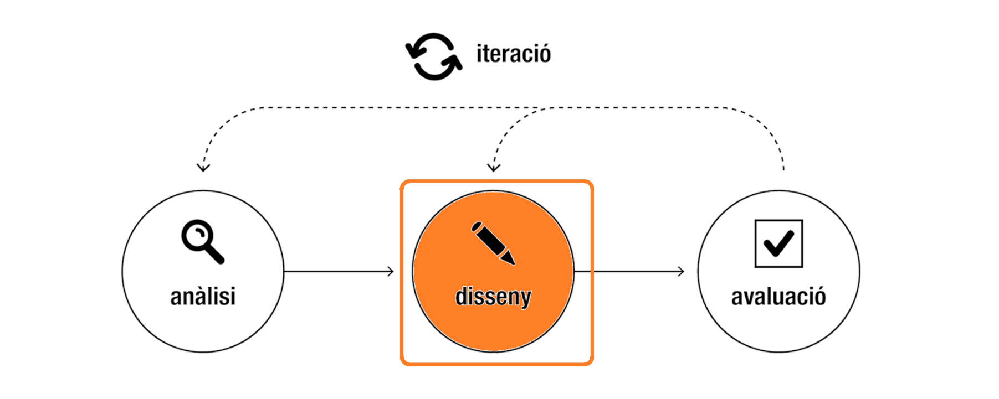 iteració
anàlisi
disseny
avaluació